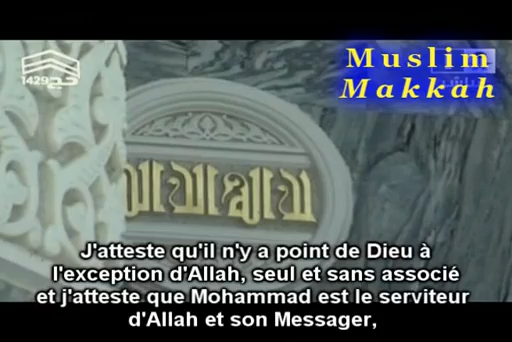 Muslim
Makkah
1429 حج
J'atteste qu'il n'y a point de Dieu à
l'exception d'Allah, seul et sans associé
et j'atteste que Mohammad est le serviteur
d'Allah et son Messager,